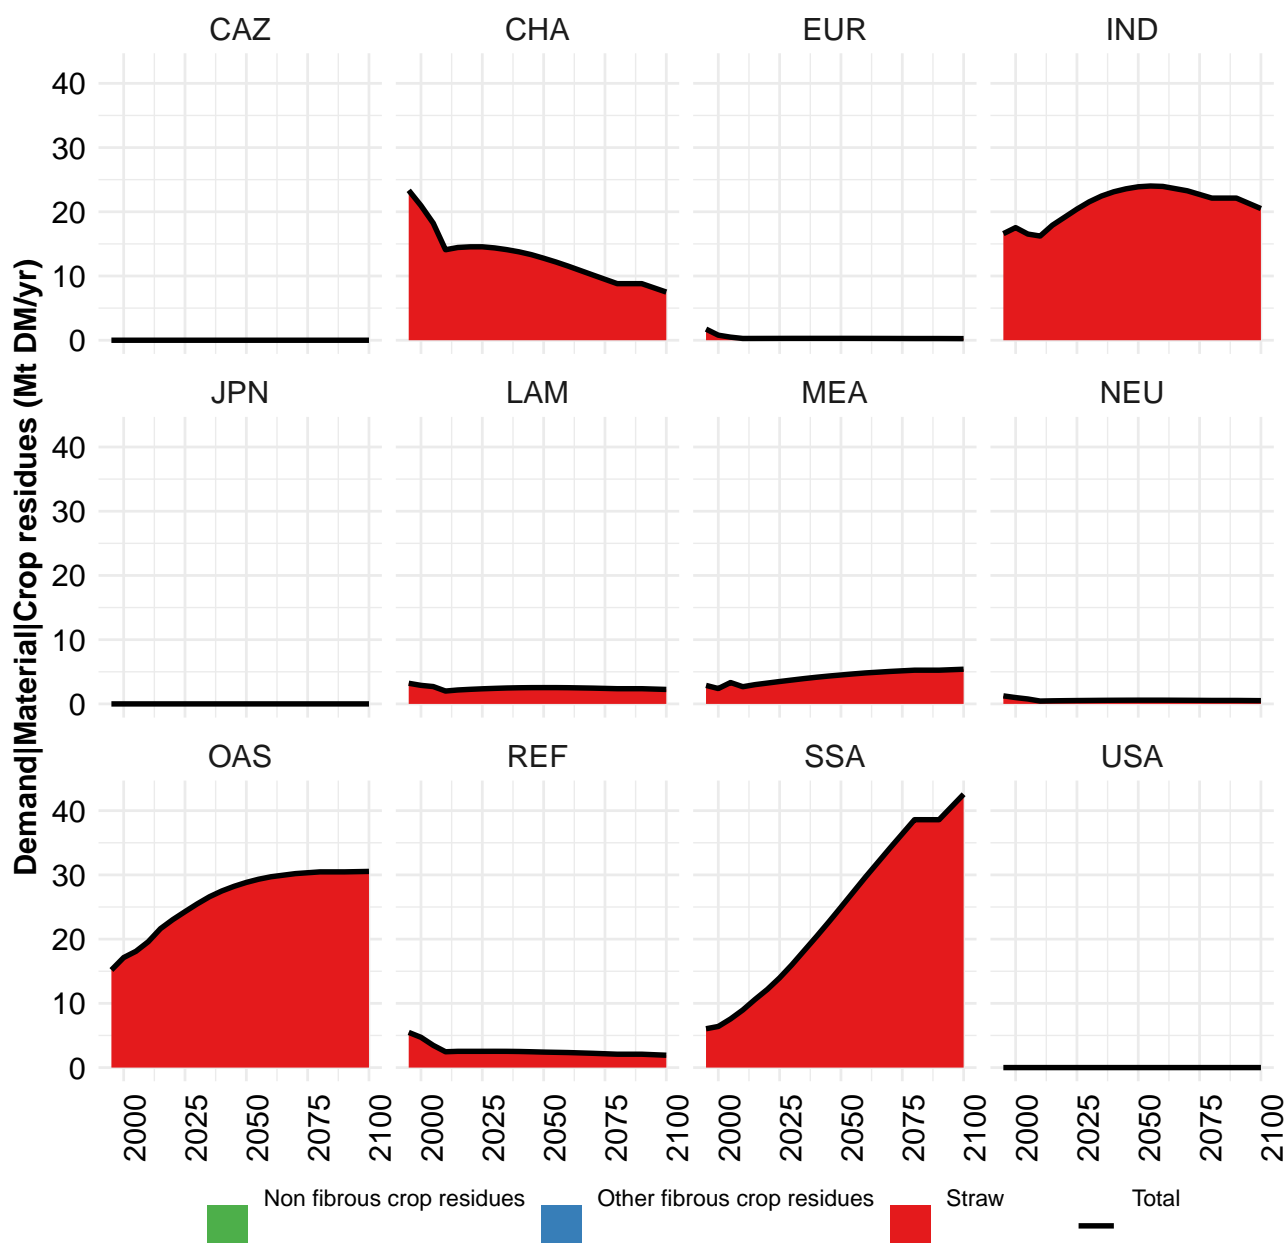 CAZ CHA EUR IND
40
30
20
10
0
JPN LAM MEA NEU
40
30
20
10
0
OAS REF SSA USA
40
30
20
10
0
Demand|Material|Crop residues (Mt DM/yr)
2000 2025 2050 2075 2100 2000 2025 2050 2075 2100 2000 2025 2050 2075 2100 2000 2025 2050 2075 2100
Non fibrous crop residues Other fibrous crop residues Straw Total